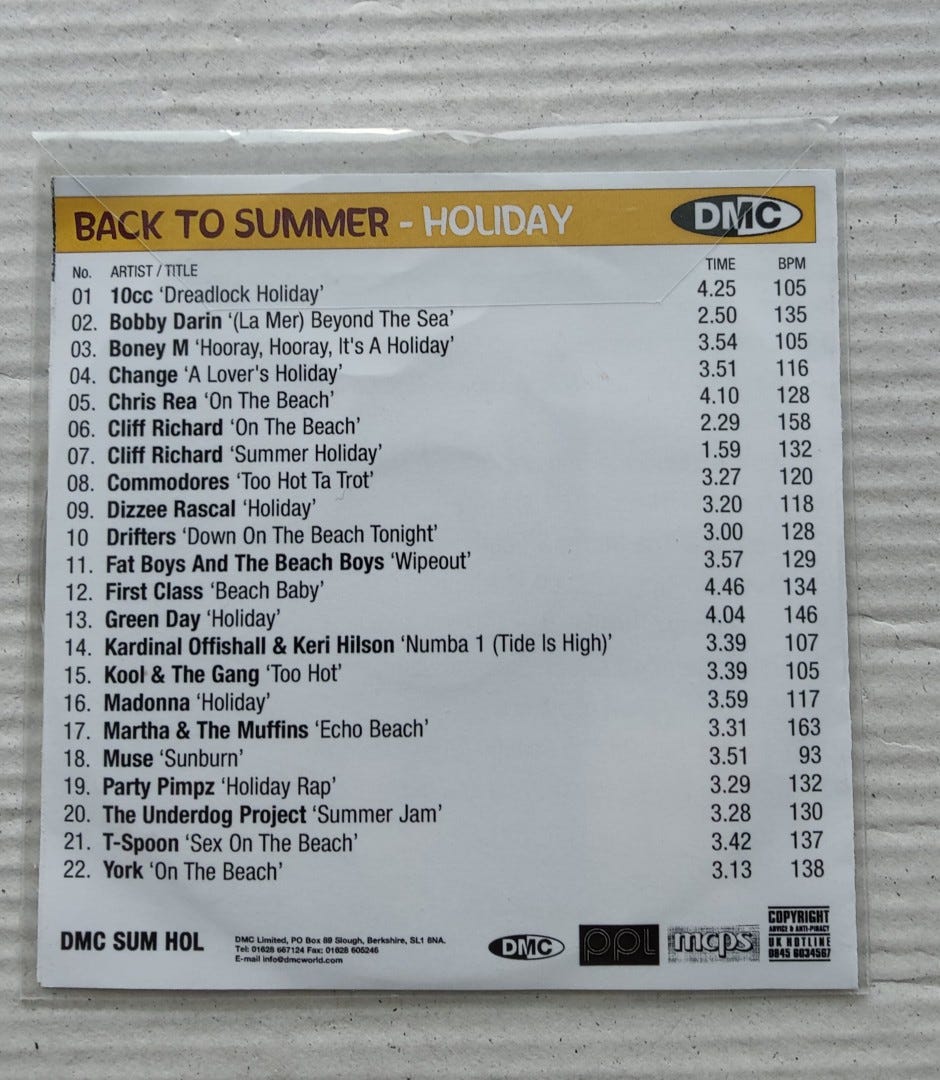 BACK TO SUMMER - HOLIDAY DMC
No. ARTIST / TITLE TIME BPM
01 10cc ‘Dreadlock Holiday’ 4.25 105
02. Bobby Darin ‘(La Mer) Beyond The Sea’ 2.50 135
03. Boney M ‘Hooray, Hooray, It's A Holiday’ 3.54 105
04. Change ‘A Lover's Holiday’ 3.51 116
05. Chris Rea ‘On The Beach’ 4.10 128
06. Cliff Richard ‘On The Beach’ 2.29 158
07. Cliff Richard ‘Summer Holiday’ 1.59 132
08. Commodores ‘Too Hot Ta Trot’ 3.27 120
09. Dizzee Rascal ‘Holiday’ 3.20 118
10 Drifters ‘Down On The Beach Tonight’ 3.00 128
11. Fat Boys And The Beach Boys ‘Wipeout’ 3.57 129
12. First Class ‘Beach Baby’ 4.46 134
13. Green Day ‘Holiday’ 4.04 146
14. Kardinal Offishall & Keri Hilson ‘Numba 1 (Tide Is High)’ 3.39 107
15. Kool & The Gang ‘Too Hot’ 3.39 105
16. Madonna ‘Holiday’ 3.59 117
17. Martha & The Muffins ‘Echo Beach’ 3.31 163
18. Muse ‘Sunburn’ 3.51 93
19. Party Pimpz ‘Holiday Rap’ 3.29 132
20. The Underdog Project ‘Summer Jam’ 3.28 130
21. T-Spoon ‘Sex On The Beach’ 3.42 137
22. York ‘On The Beach’ 3.13 138
DMC SUM HOL
DMC Limited, PO Box 89 Slough, Berkshire, SL1 8NA.
Tel: 01628 667124 Fax: 01628 605246
E-mail info@dmcworld.com
DMC ppl mcps
COPYRIGHT
ADVICE & ANTI-PIRACY
UK HOTLINE
0845 6034567